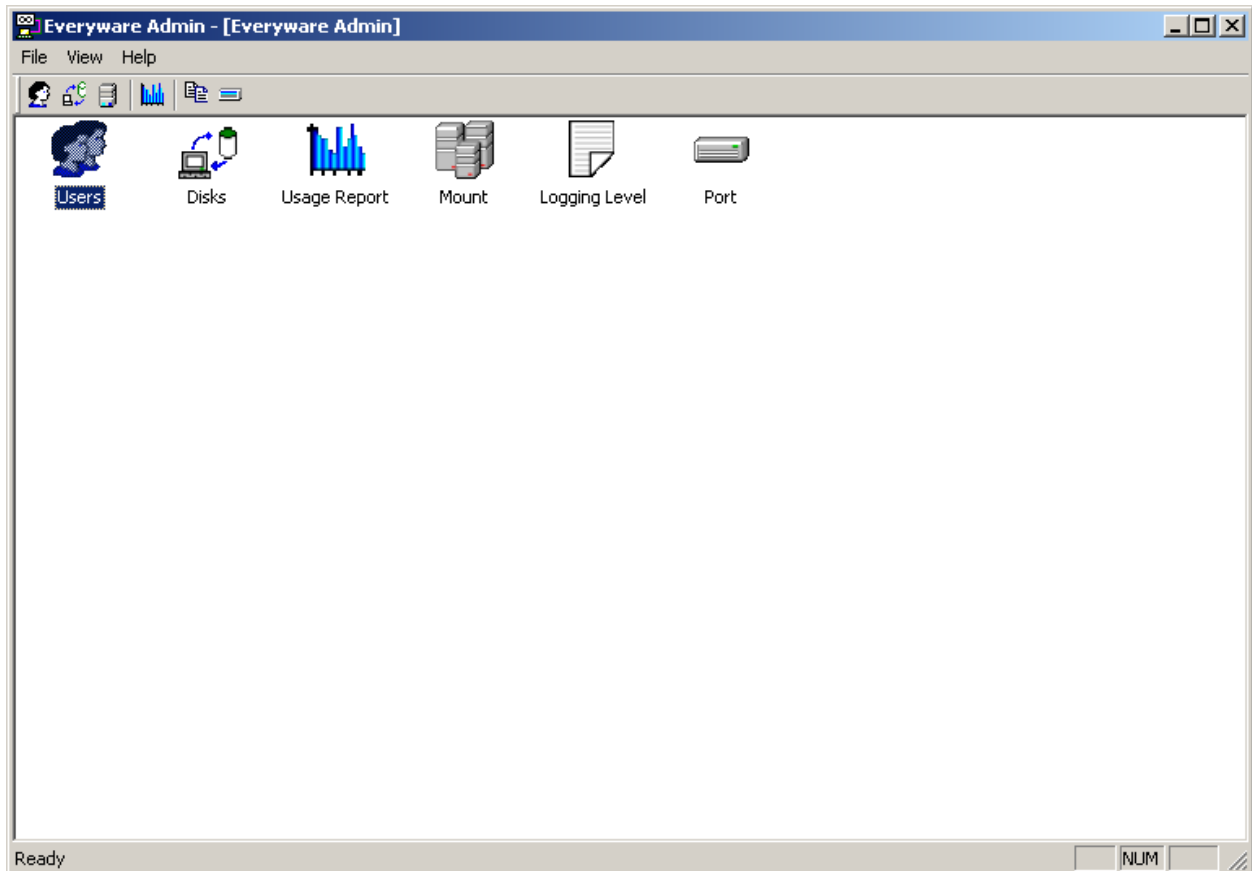 Everyware Admin - [Everyware Admin]
File View Help
Users Disks Usage Report Mount Logging Level Port
Ready NUM